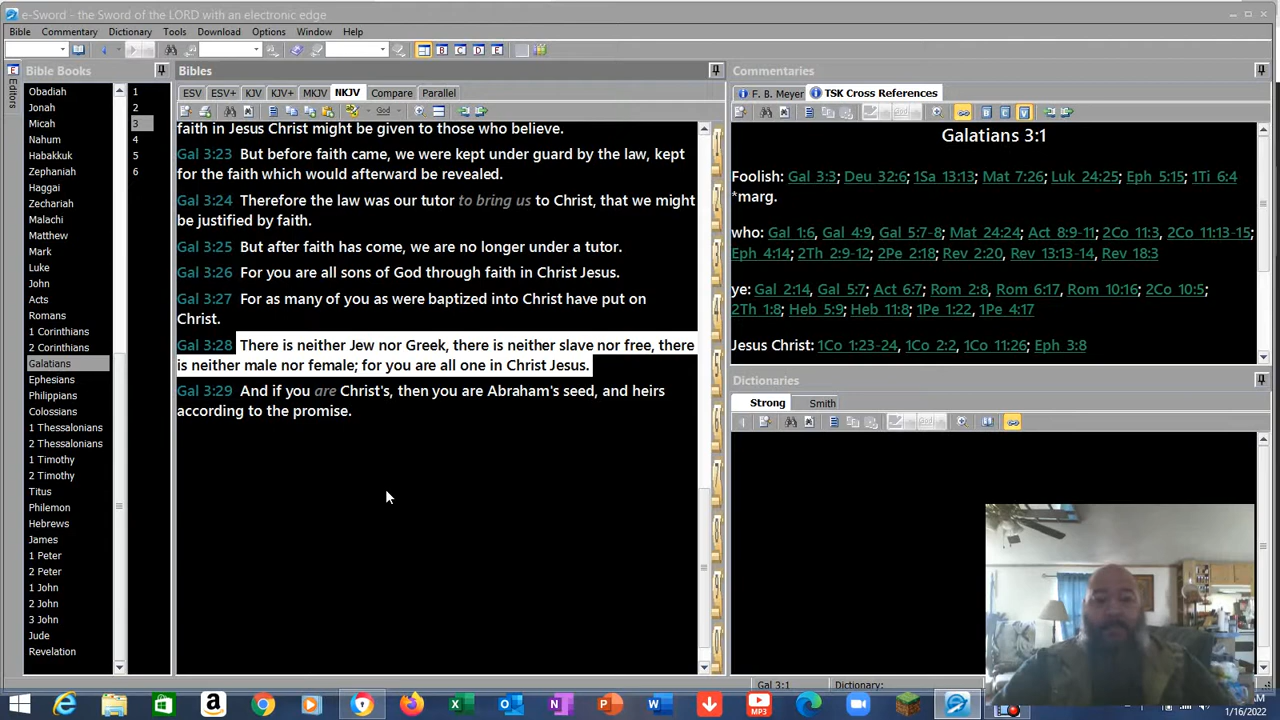 e-Sword - the Sword of the LORD with an electronic edge
Bible Commentary Dictionary Tools Download Options Window Help
B C D E
Editors
Bible Books
Obadiah
Jonah
Micah
Nahum
Habakkuk
Zephaniah
Haggai
Zechariah
Malachi
Matthew
Mark
Luke
John
Acts
Romans
1 Corinthians
2 Corinthians
Galatians
Ephesians
Philippians
Colossians
1 Thessalonians
2 Thessalonians
1 Timothy
2 Timothy
Titus
Philemon
Hebrews
James
1 Peter
2 Peter
1 John
2 John
3 John
Jude
Revelation
1
2
3
4
5
6
Bibles
ESV ESV+ KJV KJV+ MKJV NKJV Compare Parallel
faith in Jesus Christ might be given to those who believe.
Gal 3:23 But before faith came, we were kept under guard by the law, kept
for the faith which would afterward be revealed.
Gal 3:24 Therefore the law was our tutor to bring us to Christ, that we might
be justified by faith.
Gal 3:25 But after faith has come, we are no longer under a tutor.
Gal 3:26 For you are all sons of God through faith in Christ Jesus.
Gal 3:27 For as many of you as were baptized into Christ have put on
Christ.
Gal 3:28 There is neither Jew nor Greek, there is neither slave nor free, there
is neither male nor female; for you are all one in Christ Jesus.
Gal 3:29 And if you are Christ's, then you are Abraham's seed, and heirs
according to the promise.
Commentaries
F. B. Meyer TSK Cross References
Galatians 3:1
Foolish: Gal 3:3; Deu 32:6; 1Sa 13:13; Mat 7:26; Luk 24:25; Eph 5:15; 1Ti 6:4
*marg.
who: Gal 1:6, Gal 4:9, Gal 5:7-8; Mat 24:24; Act 8:9-11; 2Co 11:3, 2Co 11:13-15;
Eph 4:14; 2Th 2:9-12; 2Pe 2:18; Rev 2:20, Rev 13:13-14, Rev 18:3
ye: Gal 2:14, Gal 5:7; Act 6:7; Rom 2:8, Rom 6:17, Rom 10:16; 2Co 10:5;
2Th 1:8; Heb 5:9, Heb 11:8; 1Pe 1:22, 1Pe 4:17
Jesus Christ: 1Co 1:23-24, 1Co 2:2, 1Co 11:26; Eph 3:8
Dictionaries
Strong Smith
Gal 3:1 Dictionary:
MP3
1/16/2022